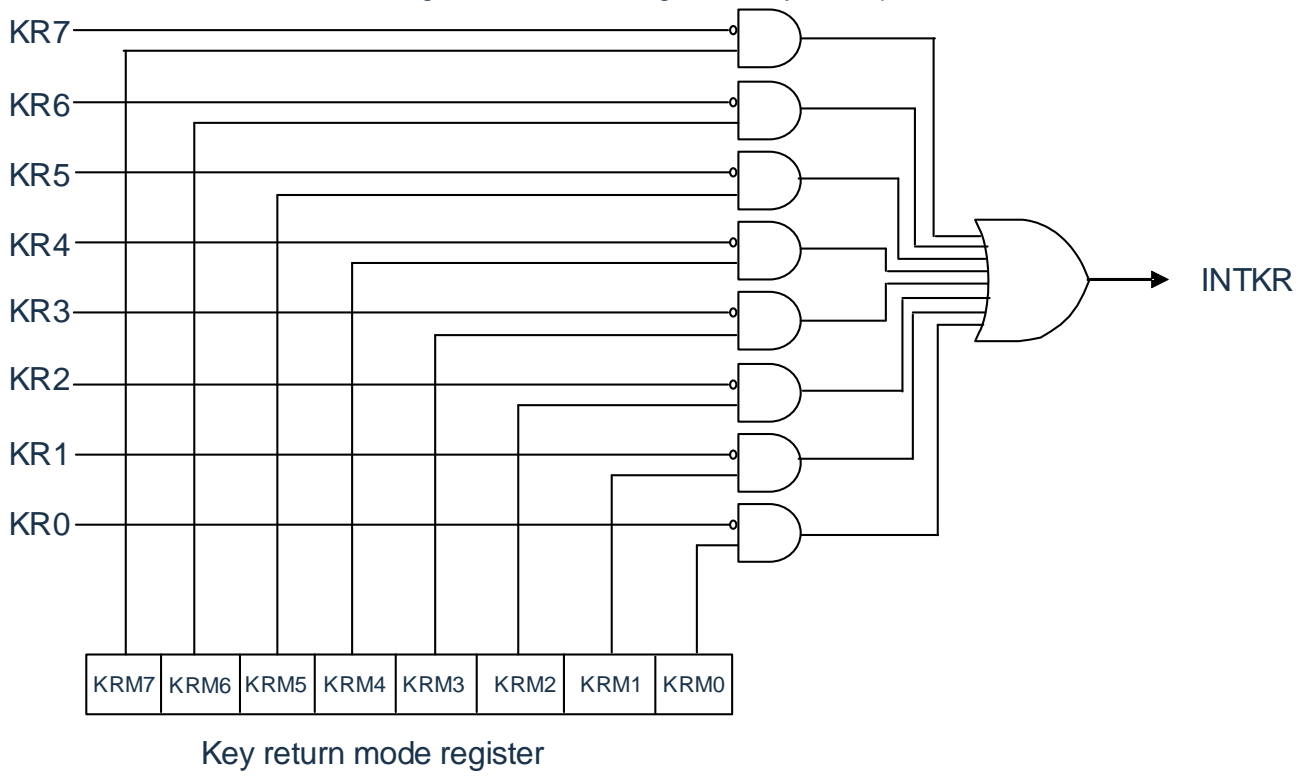 KR7
KR6
KR5
KR4
KR3
KR2
KR1
KR0
INTKR
KRM7 KRM6 KRM5 KRM4 KRM3 KRM2 KRM1 KRM0
Key return mode register